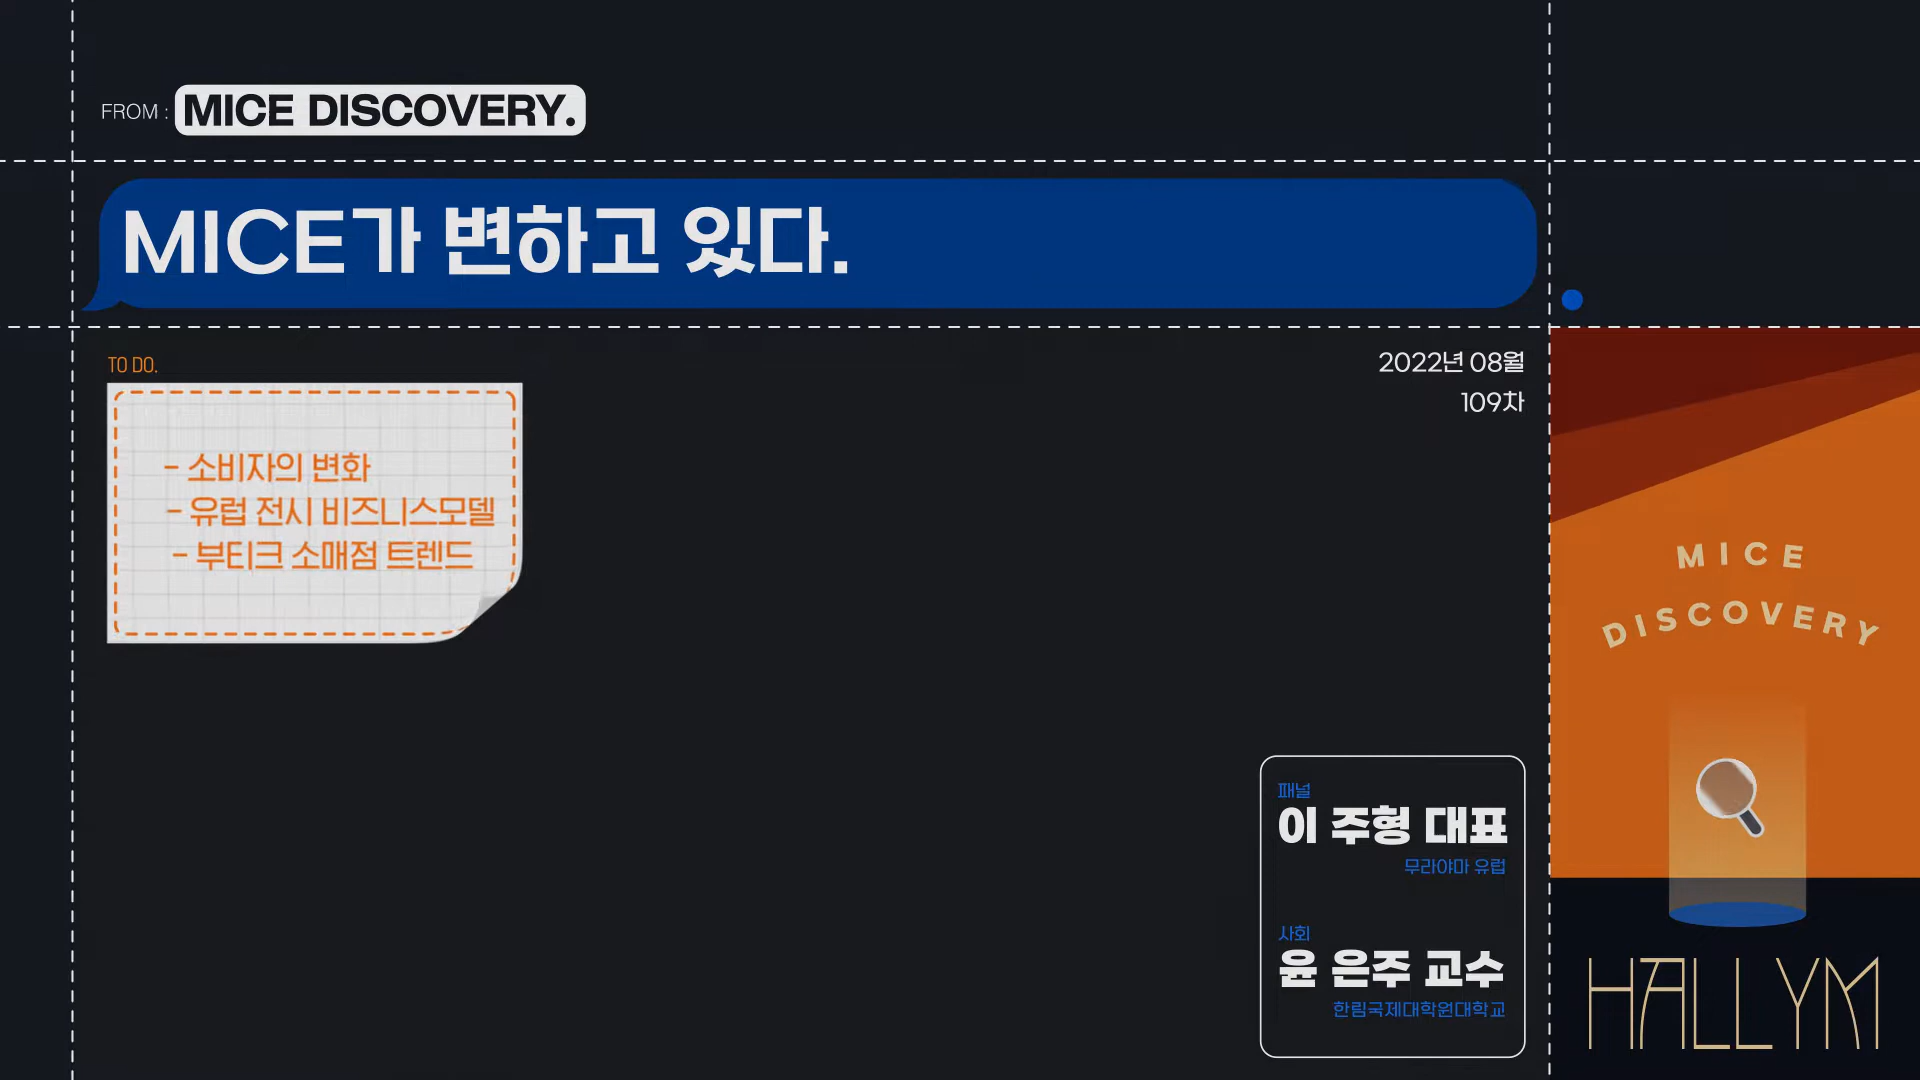 FROM : MICE DISCOVERY.
MICE가 변하고 있다.
TO DO.
- 소비자의 변화
- 유럽 전시 비즈니스모델
- 부티크 소매점 트렌드
2022년 08월
109차
패널
이 주형 대표
무라야마 유럽
사회
윤 은주 교수
한림국제대학원대학교
MICE
DISCOVERY
HALLYM